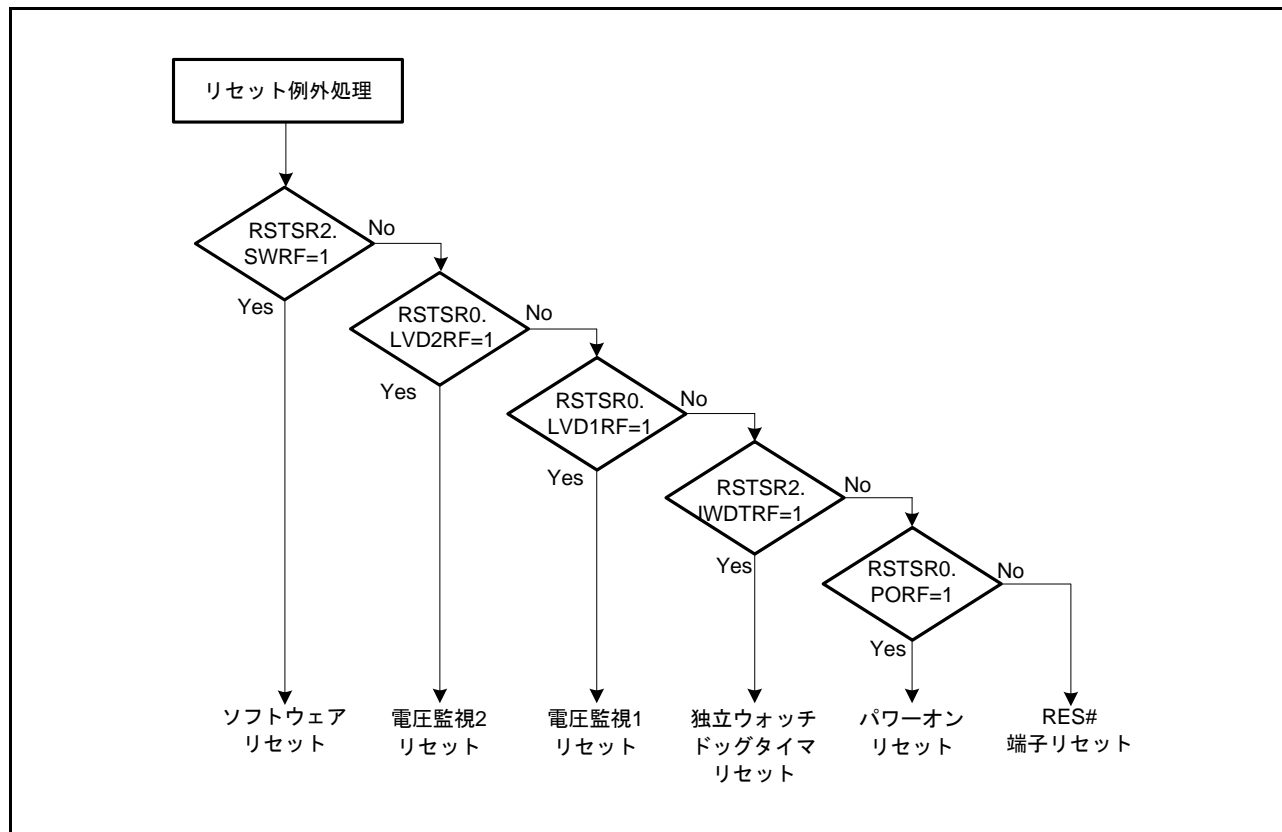 リセット例外処理
RSTSR2.
SWRF=1
No
Yes
RSTSR0.
LVD2RF=1
No
Yes
RSTSR0.
LVD1RF=1
No
Yes
RSTSR2.
IWDTRF=1
No
Yes
RSTSR0.
PORF=1
No
Yes
ソフトウェア
リセット
電圧監視2
リセット
電圧監視1
リセット
独立ウォッチ
ドッグタイマ
リセット
パワーオン
リセット
RES#
端子リセット